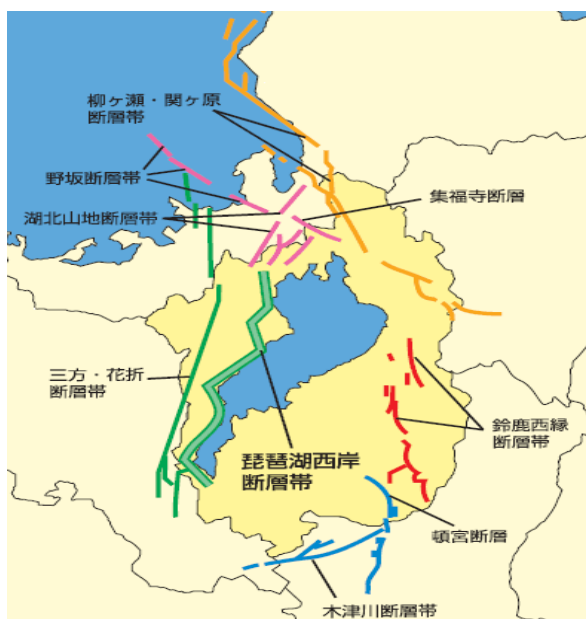 柳ヶ瀬・関ヶ原
断層帯
野坂断層帯
集福寺断層
湖北山地断層帯
三方・花折
断層帯
鈴鹿西縁
断層帯
琵琶湖西岸
断層帯
頓宮断層
木津川断層帯